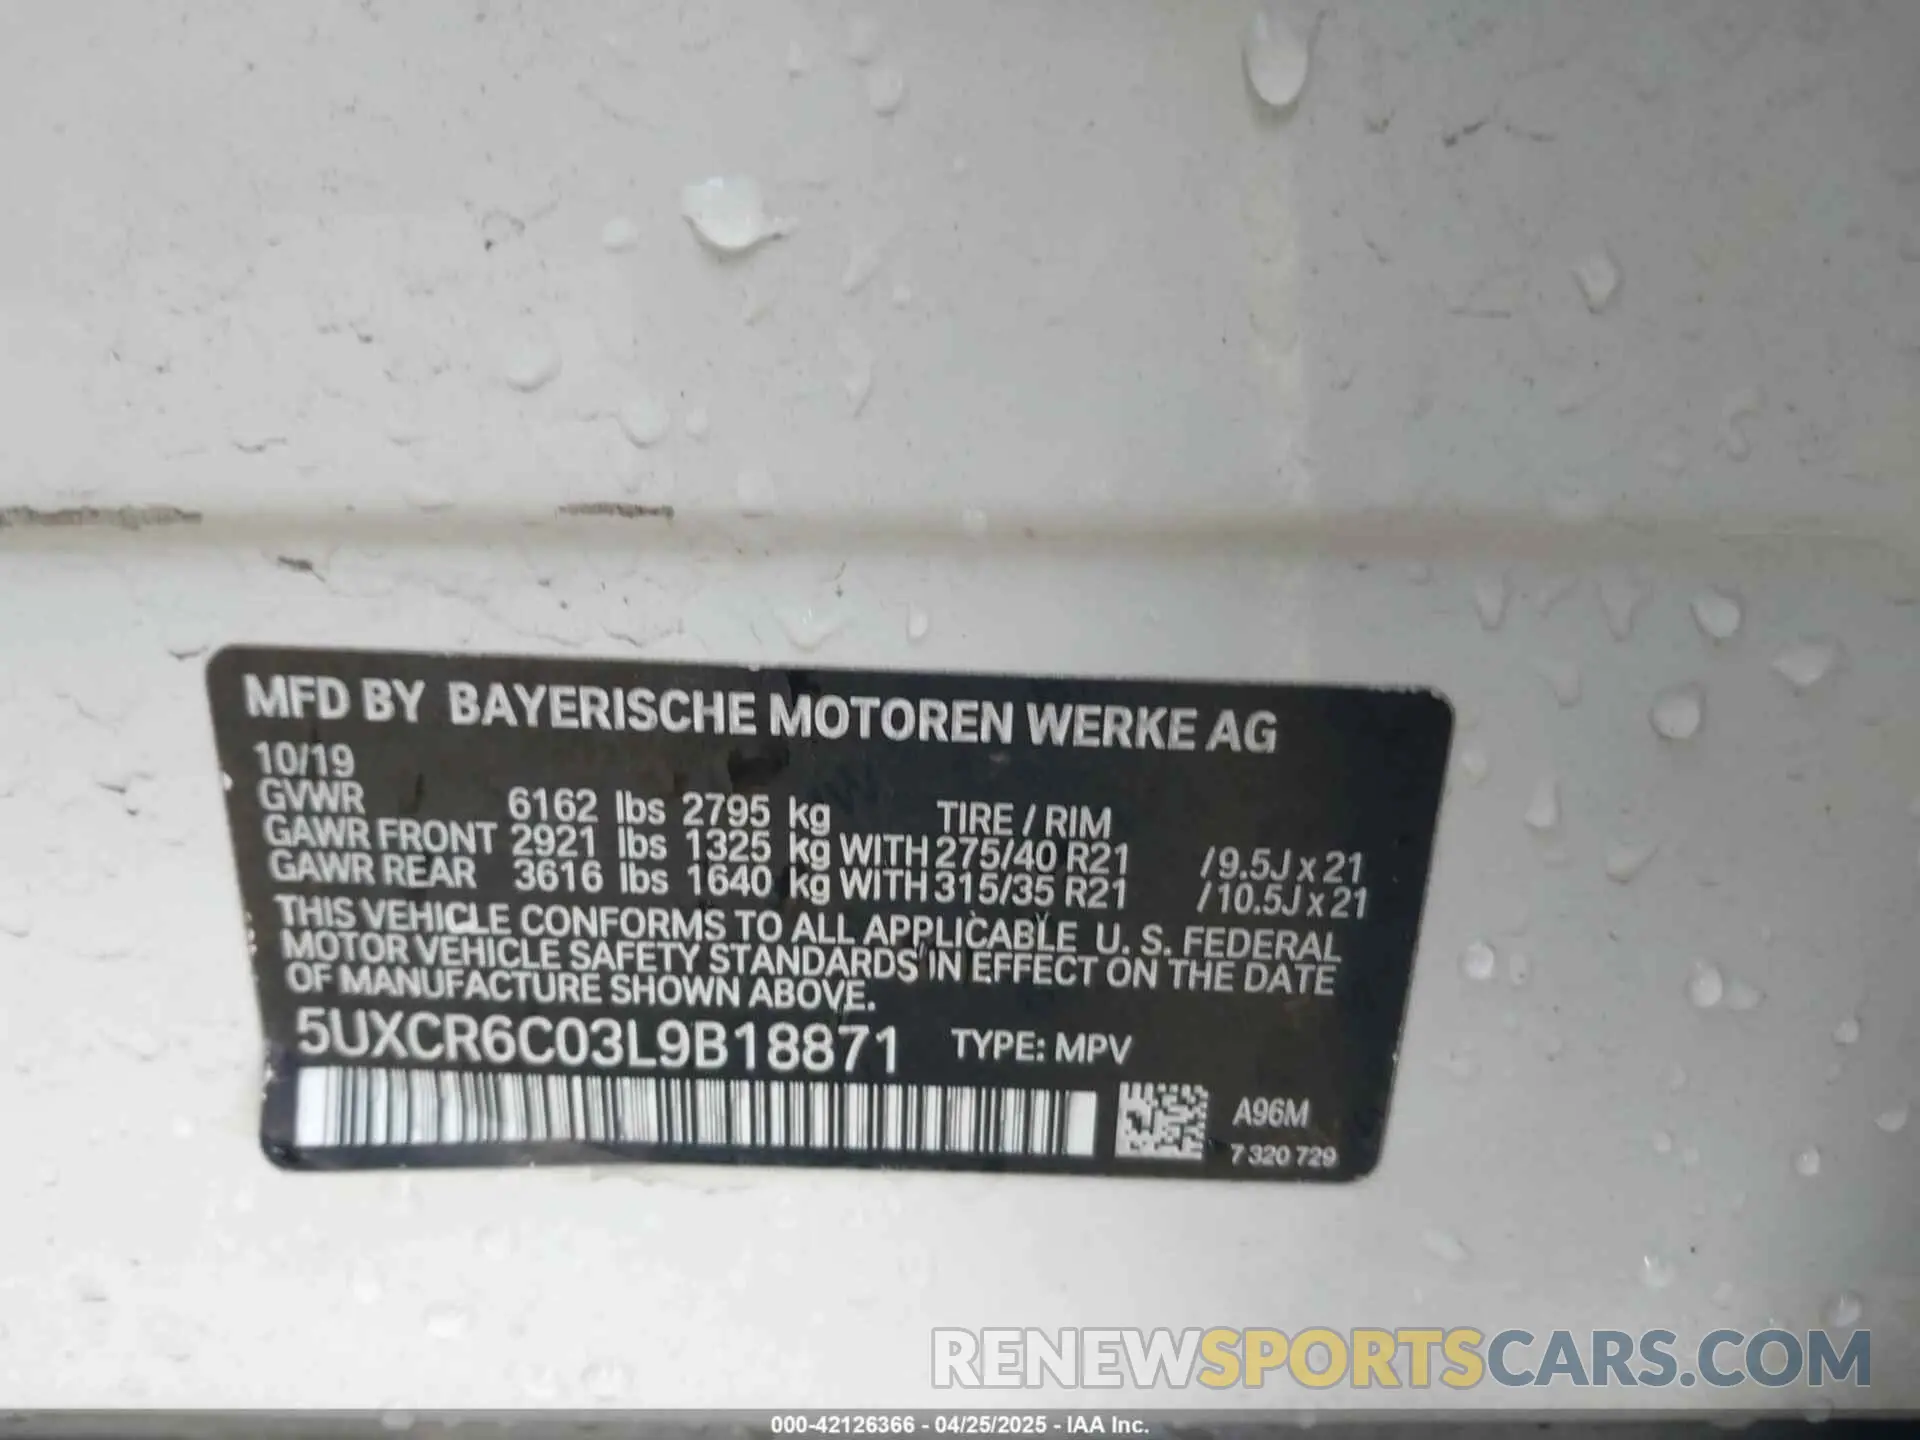 MFD BY BAYERISCHE MOTOREN WERKE AG
10/19
GVWR 6162 lbs 2795 kg TIRE / RIM
GAWR FRONT 2921 lbs 1325 kg WITH 275/40 R21 /9.5J x 21
GAWR REAR 3616 lbs 1640 kg WITH 315/35 R21 /10.5J x 21
THIS VEHICLE CONFORMS TO ALL APPLICABLE U. S. FEDERAL
MOTOR VEHICLE SAFETY STANDARDS IN EFFECT ON THE DATE
OF MANUFACTURE SHOWN ABOVE.
5UXCR6C03L9B18871 TYPE: MPV
A96M
7 320 729
RENEWSPORTSCARS.COM
000-42126366 - 04/25/2025 - IAA Inc.